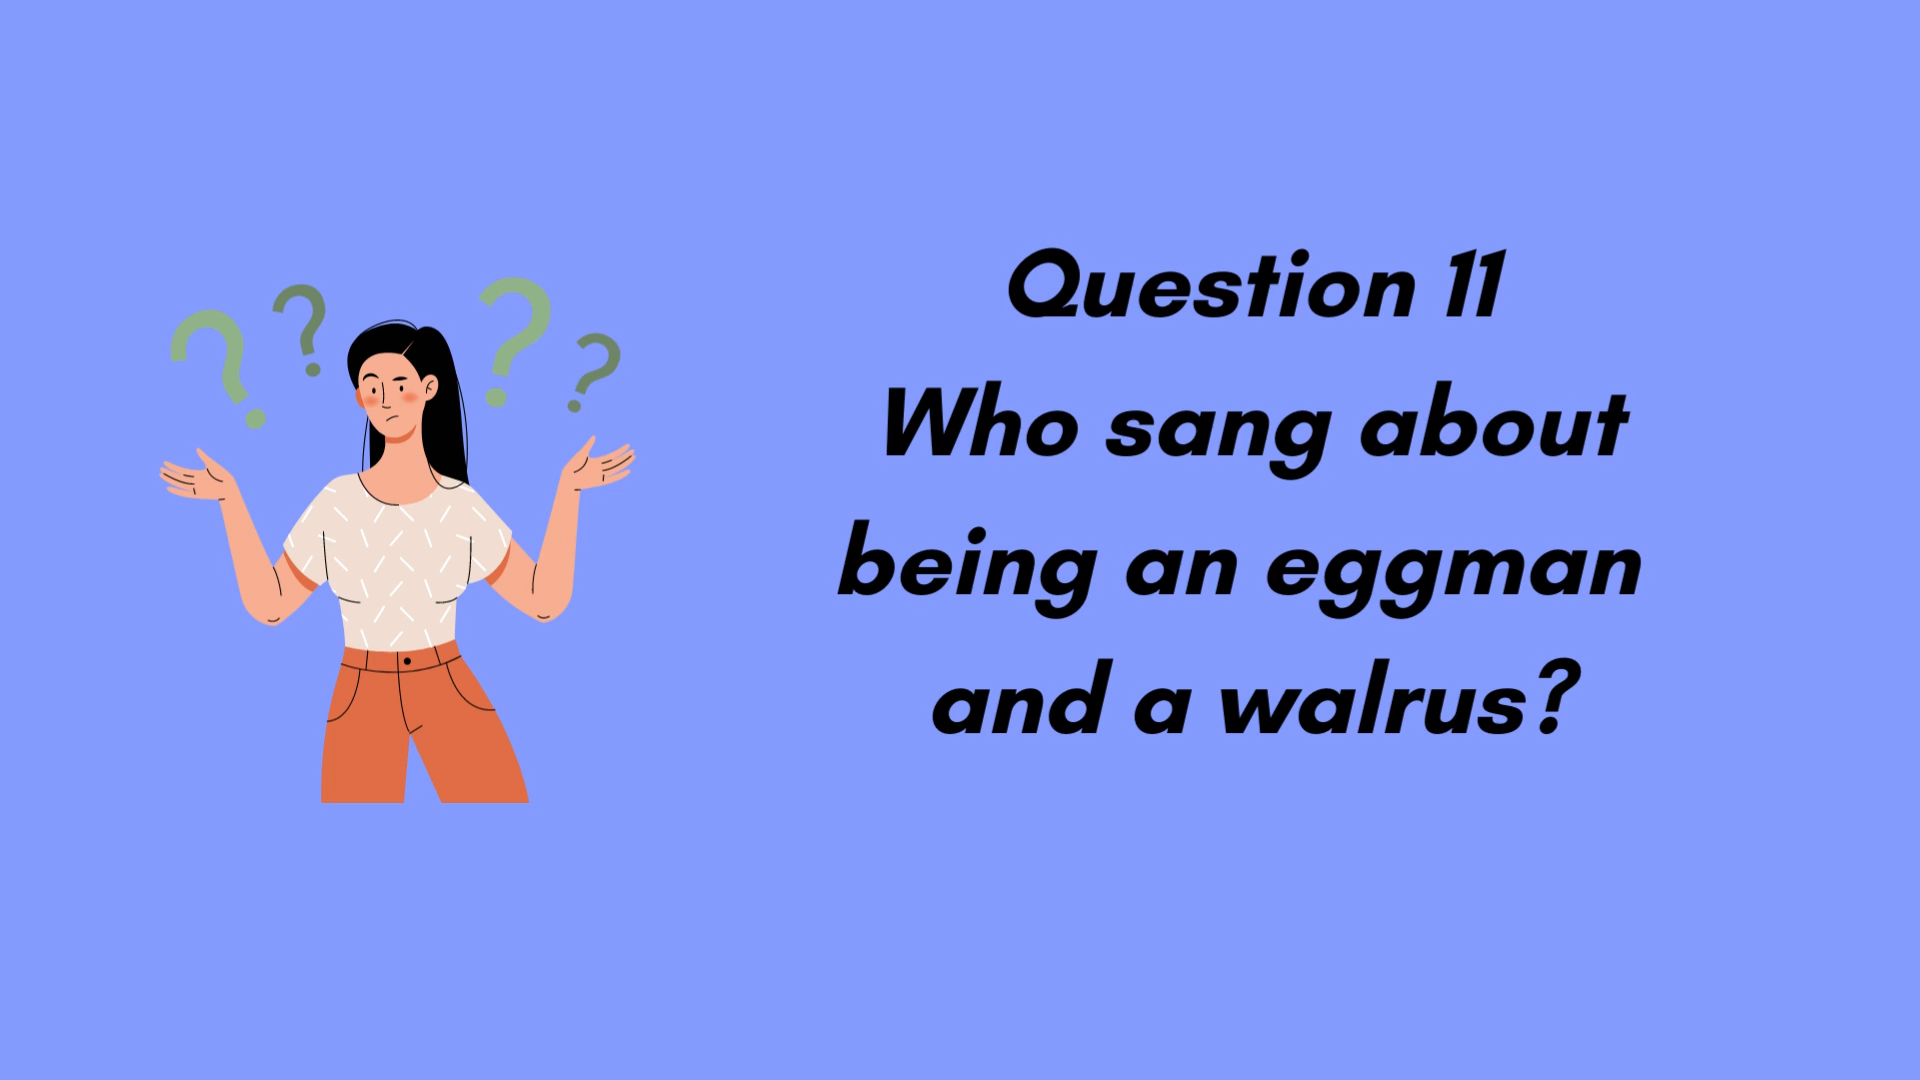 Question 11
Who sang about
being an eggman
and a walrus?